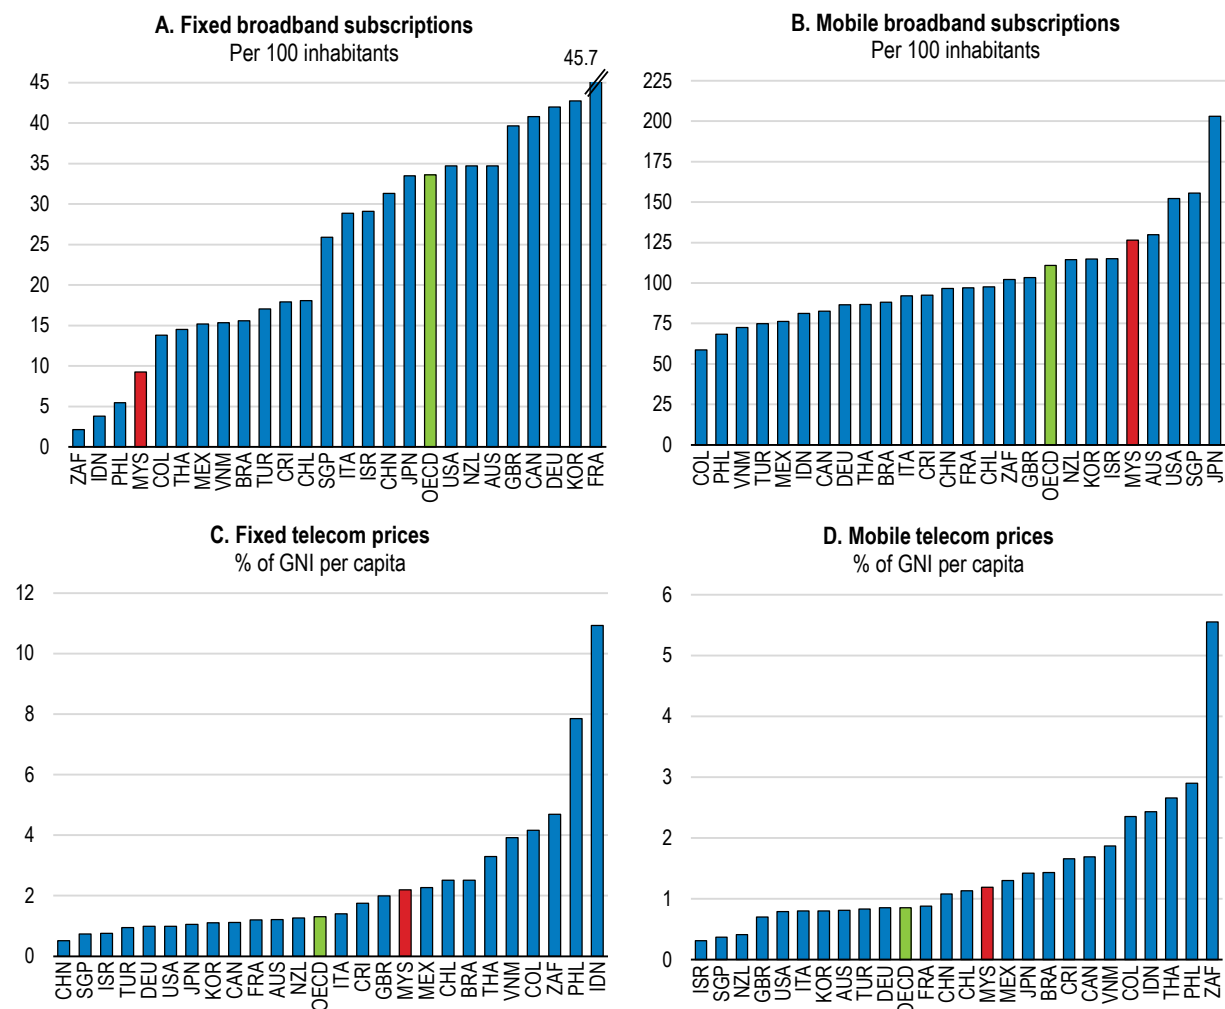 A. Fixed broadband subscriptions
Per 100 inhabitants
45.7
45
40
35
30
25
20
15
10
5
0
ZAF
IDN
PHL
MYS
COL
THA
MEX
VNM
BRA
TUR
CRI
CHL
SGP
ITA
ISR
CHN
JPN
OECD
USA
NZL
AUS
GBR
CAN
DEU
KOR
FRA
B. Mobile broadband subscriptions
Per 100 inhabitants
225
200
175
150
125
100
75
50
25
0
COL
PHL
VNM
TUR
MEX
IDN
CAN
DEU
THA
BRA
ITA
CRI
CHN
FRA
CHL
ZAF
GBR
OECD
NZL
KOR
ISR
MYS
AUS
USA
SGP
JPN
C. Fixed telecom prices
% of GNI per capita
12
10
8
6
4
2
0
CHN
SGP
ISR
TUR
DEU
USA
JPN
KOR
CAN
FRA
AUS
NZL
OECD
ITA
CRI
GBR
MYS
MEX
CHL
BRA
THA
VNM
COL
ZAF
PHL
IDN
D. Mobile telecom prices
% of GNI per capita
6
5
4
3
2
1
0
ISR
SGP
NZL
GBR
USA
ITA
KOR
AUS
TUR
DEU
OECD
FRA
CHN
CHL
MYS
MEX
JPN
BRA
CRI
CAN
VNM
COL
IDN
THA
PHL
ZAF